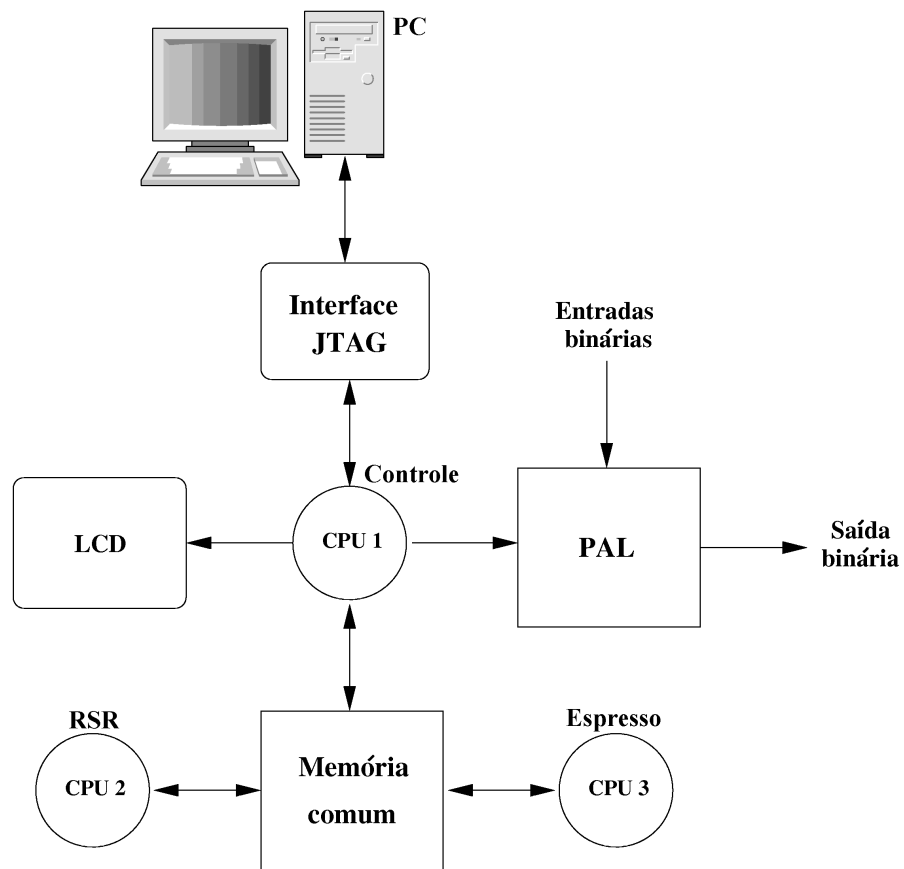 PC
Interface
JTAG
Entradas
binárias
Controle
LCD
CPU 1
PAL
Saída
binária
RSR
CPU 2
Memória
comum
Espresso
CPU 3